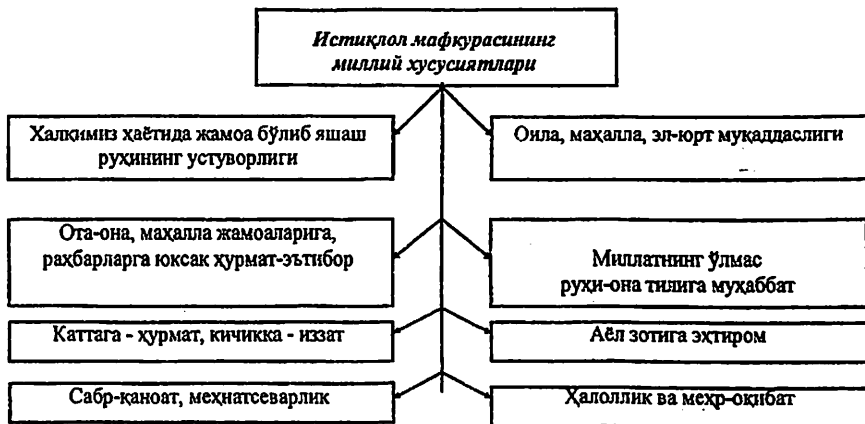 Истиқлол мафкурасининг
миллий хусусиятлари
Халқимиз ҳаётида жамоа бўлиб яшаш
руҳининг устуворлиги
Оила, маҳалла, эл-юрт муқаддаслиги
Ота-она, маҳалла жамоаларига,
раҳбарларга юксак ҳурмат-эътибор
Миллатнинг ўлмас
руҳи-она тилига муҳаббат
Каттага - ҳурмат, кичикка - иззат
Аёл зотига эҳтиром
Сабр-қаноат, меҳнатсеварлик
Ҳалоллик ва меҳр-оқибат